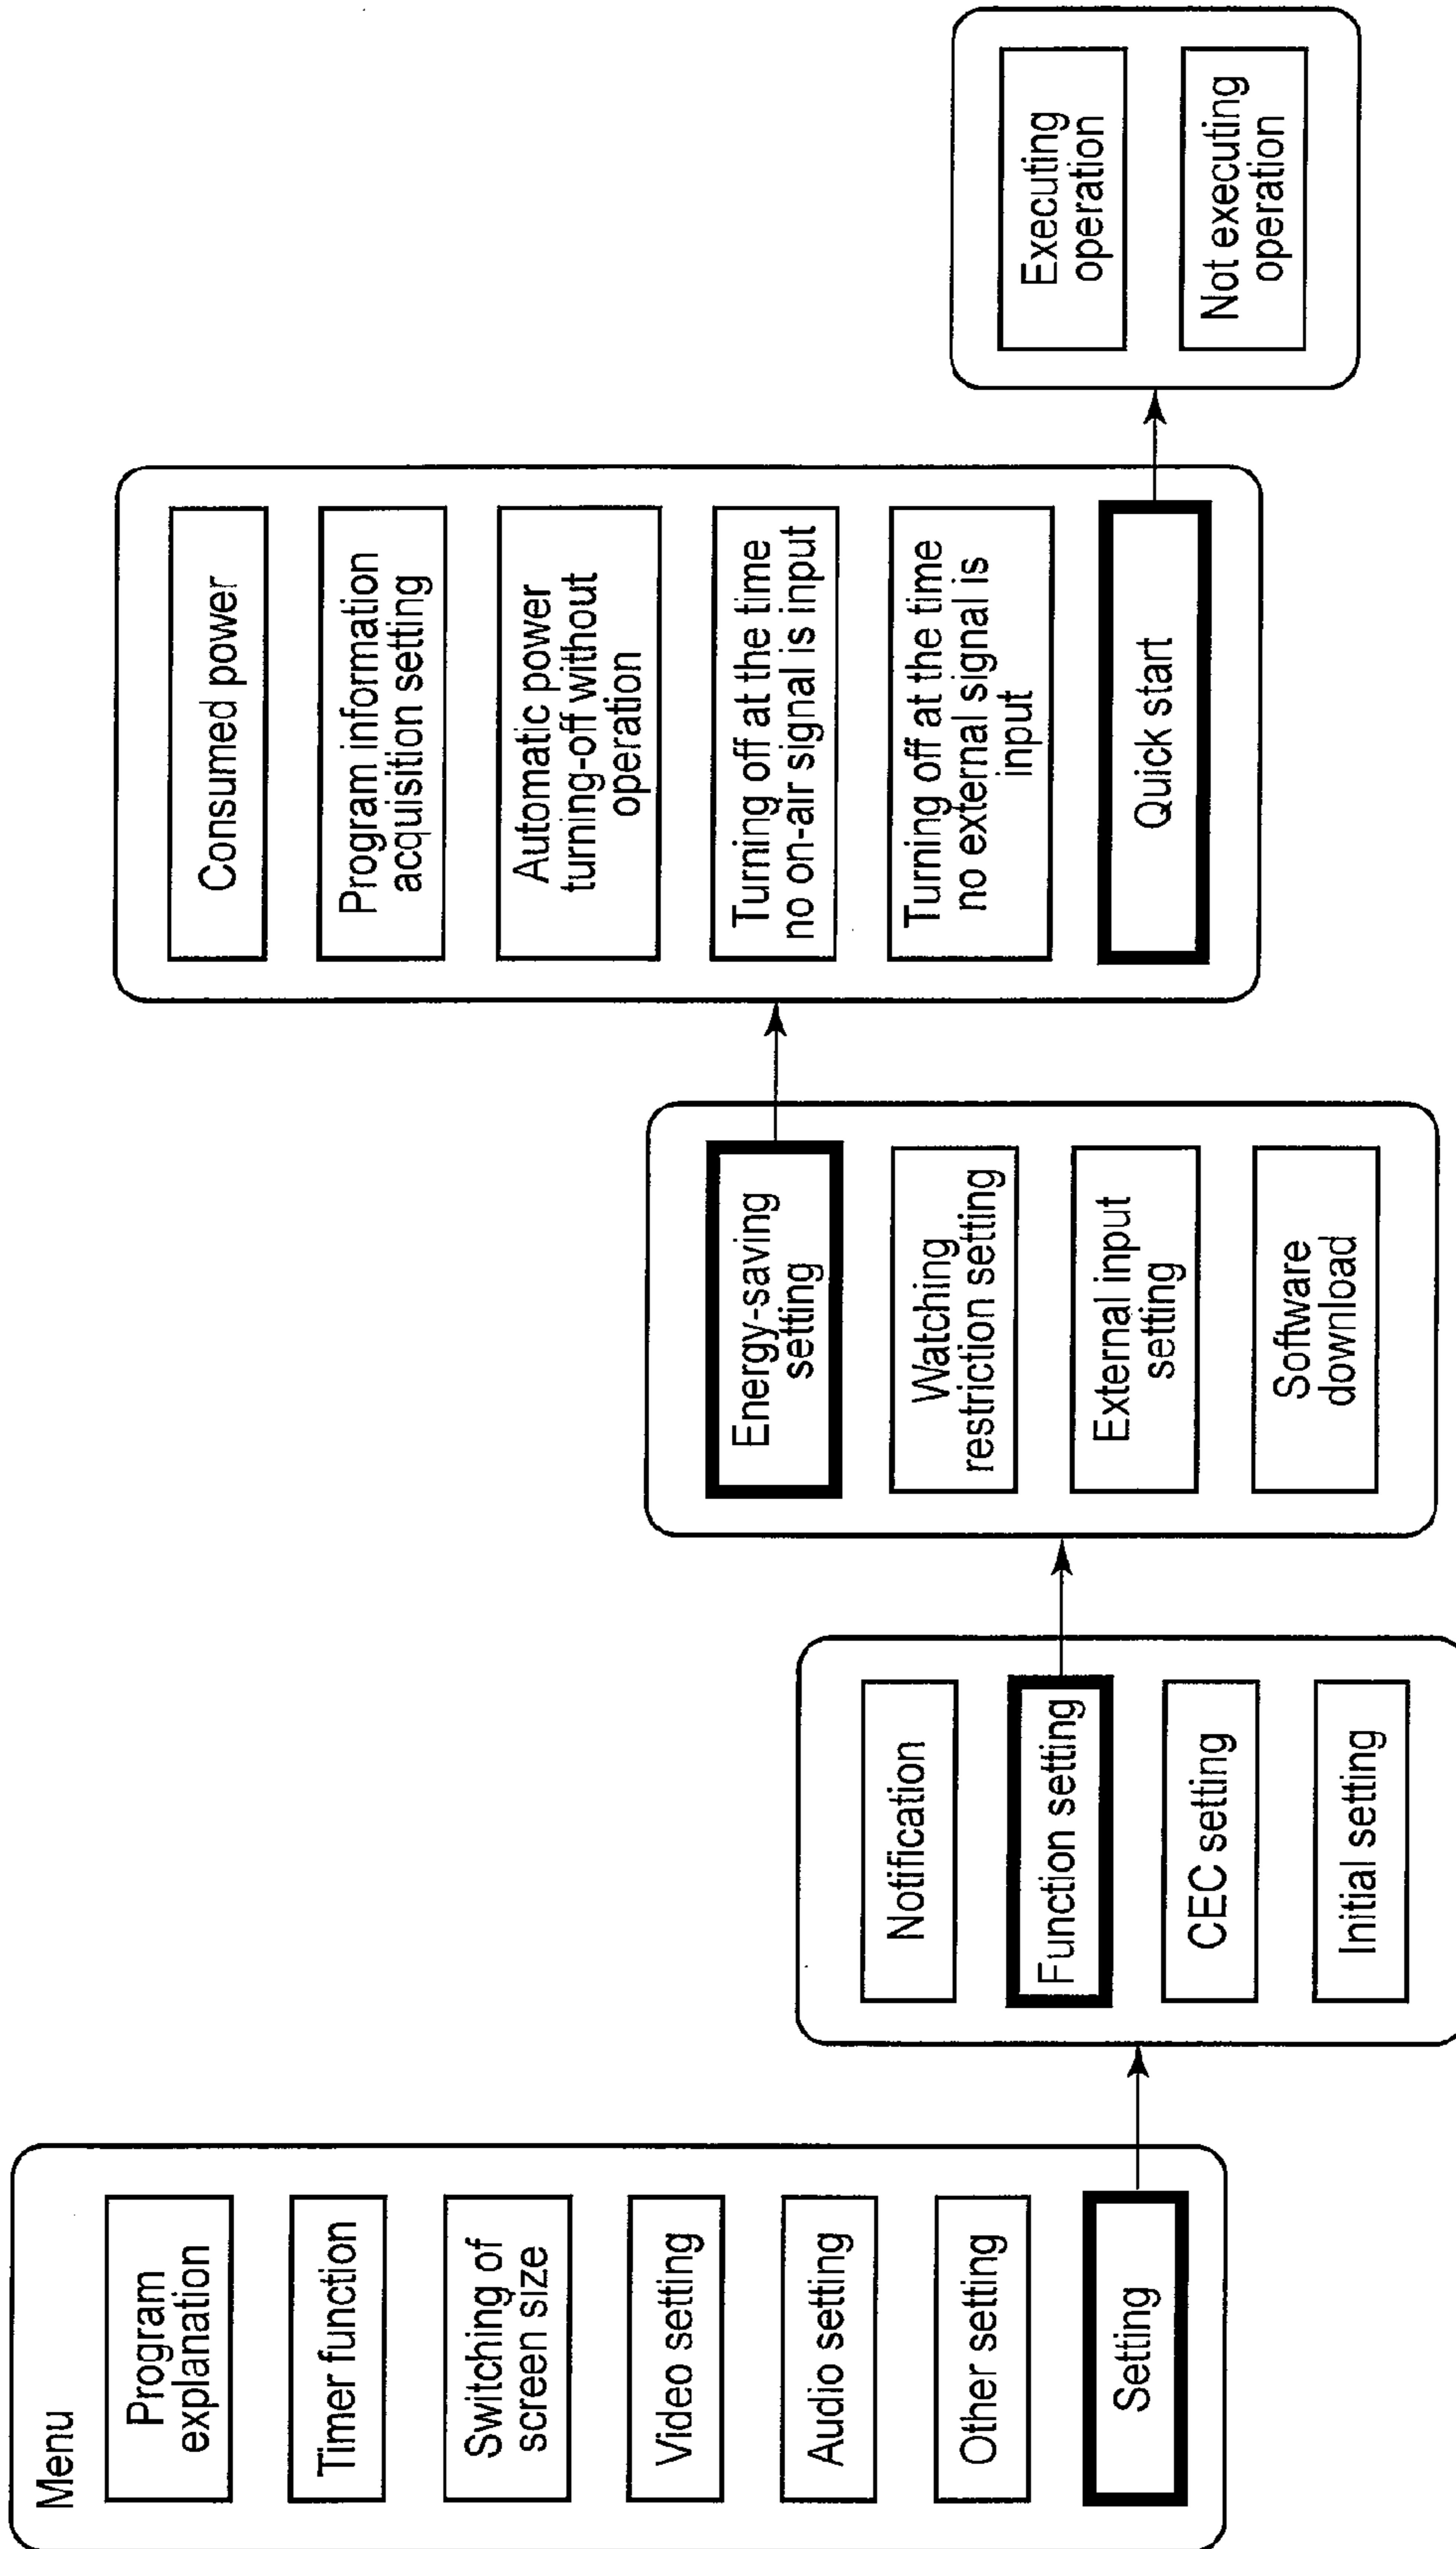 Menu
Program
explanation
Timer function
Switching of
screen size
Video setting
Audio setting
Other setting
Setting
Notification
Function setting
CEC setting
Initial setting
Energy-saving
setting
Watching
restriction setting
External input
setting
Software
download
Consumed power
Program information
acquisition setting
Automatic power
turning-off without
operation
Turning off at the time
no on-air signal is input
Turning off at the time
no external signal is
input
Quick start
Executing
operation
Not executing
operation